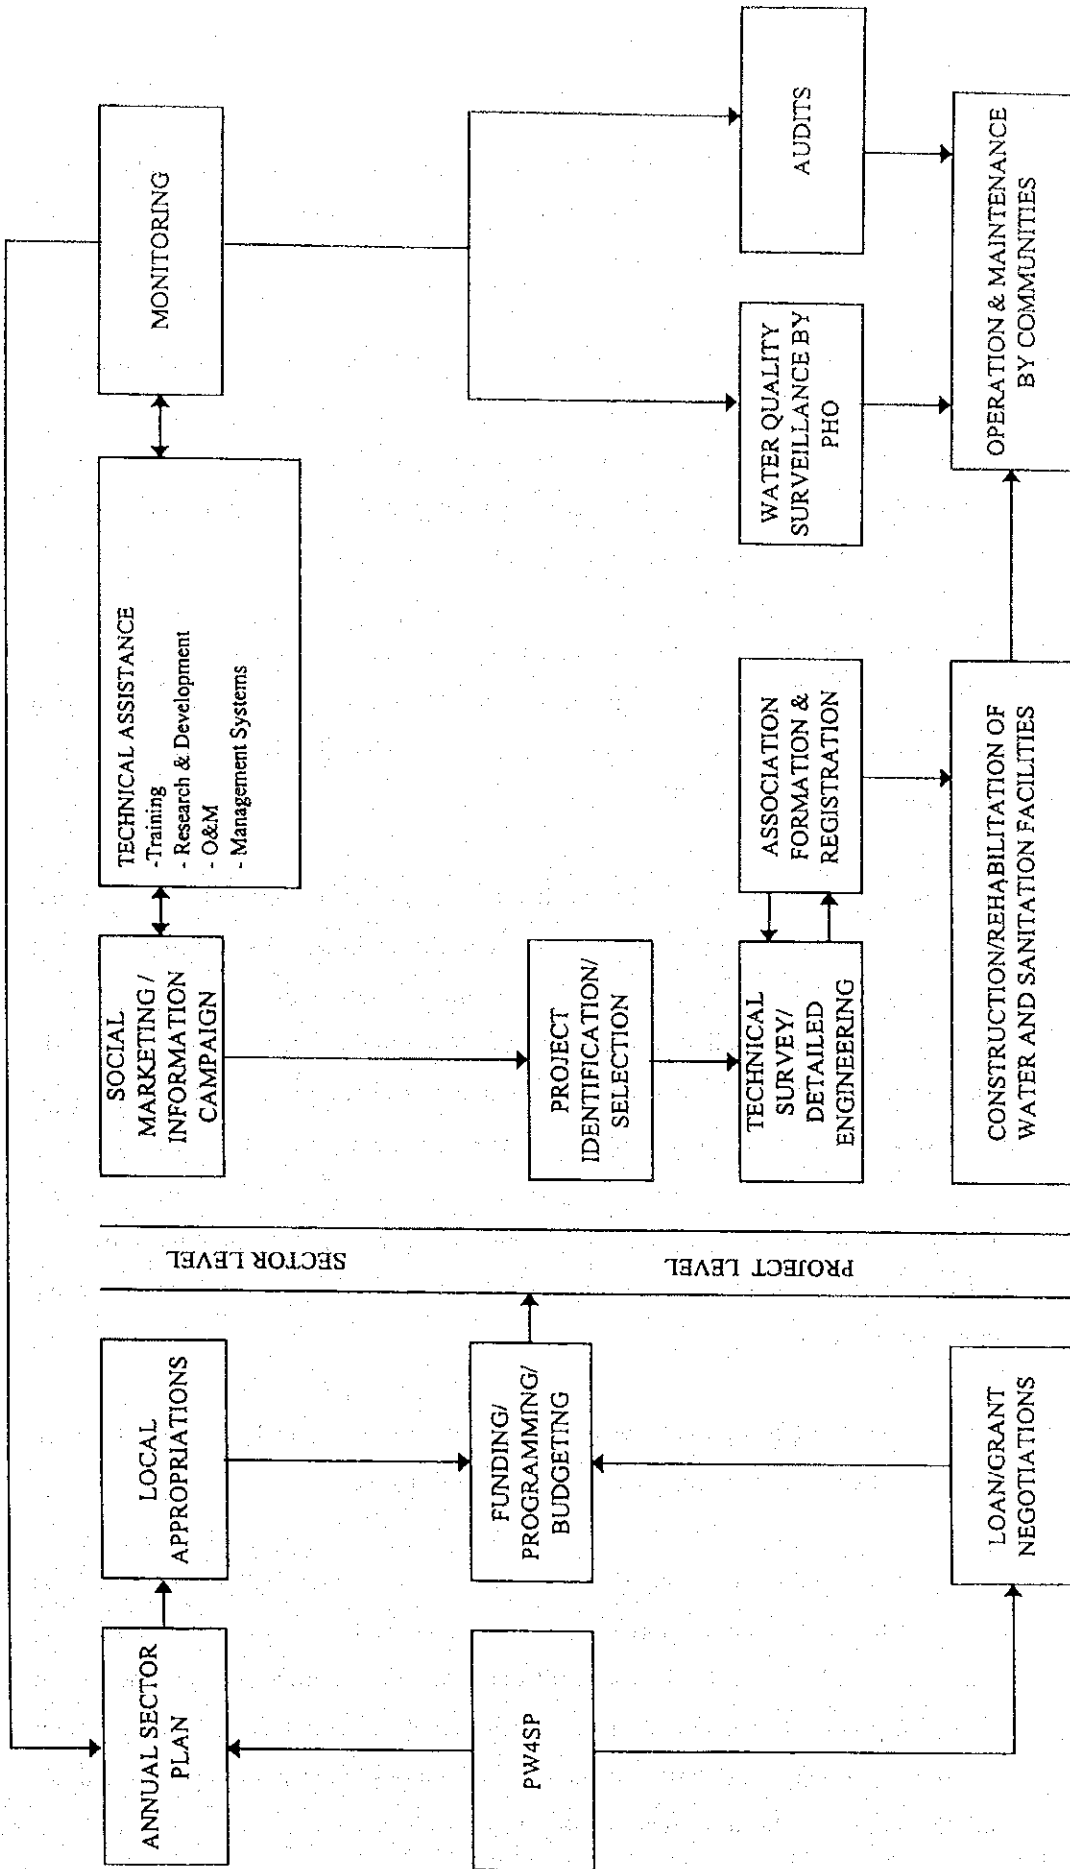 ANNUAL SECTOR
PLAN
LOCAL
APPROPRIATIONS
PW4SP
FUNDING/
PROGRAMMING/
BUDGETING
LOAN/GRANT
NEGOTIATIONS
SECTOR LEVEL
PROJECT LEVEL
SOCIAL
MARKETING /
INFORMATION
CAMPAIGN
TECHNICAL ASSISTANCE
-Training
- Research & Development
- O&M
- Management Systems
MONITORING
PROJECT
IDENTIFICATION/
SELECTION
TECHNICAL
SURVEY/
DETAILED
ENGINEERING
ASSOCIATION
FORMATION &
REGISTRATION
WATER QUALITY
SURVEILLANCE BY
PHO
AUDITS
CONSTRUCTION/REHABILITATION OF
WATER AND SANITATION FACILITIES
OPERATION & MAINTENANCE
BY COMMUNITIES